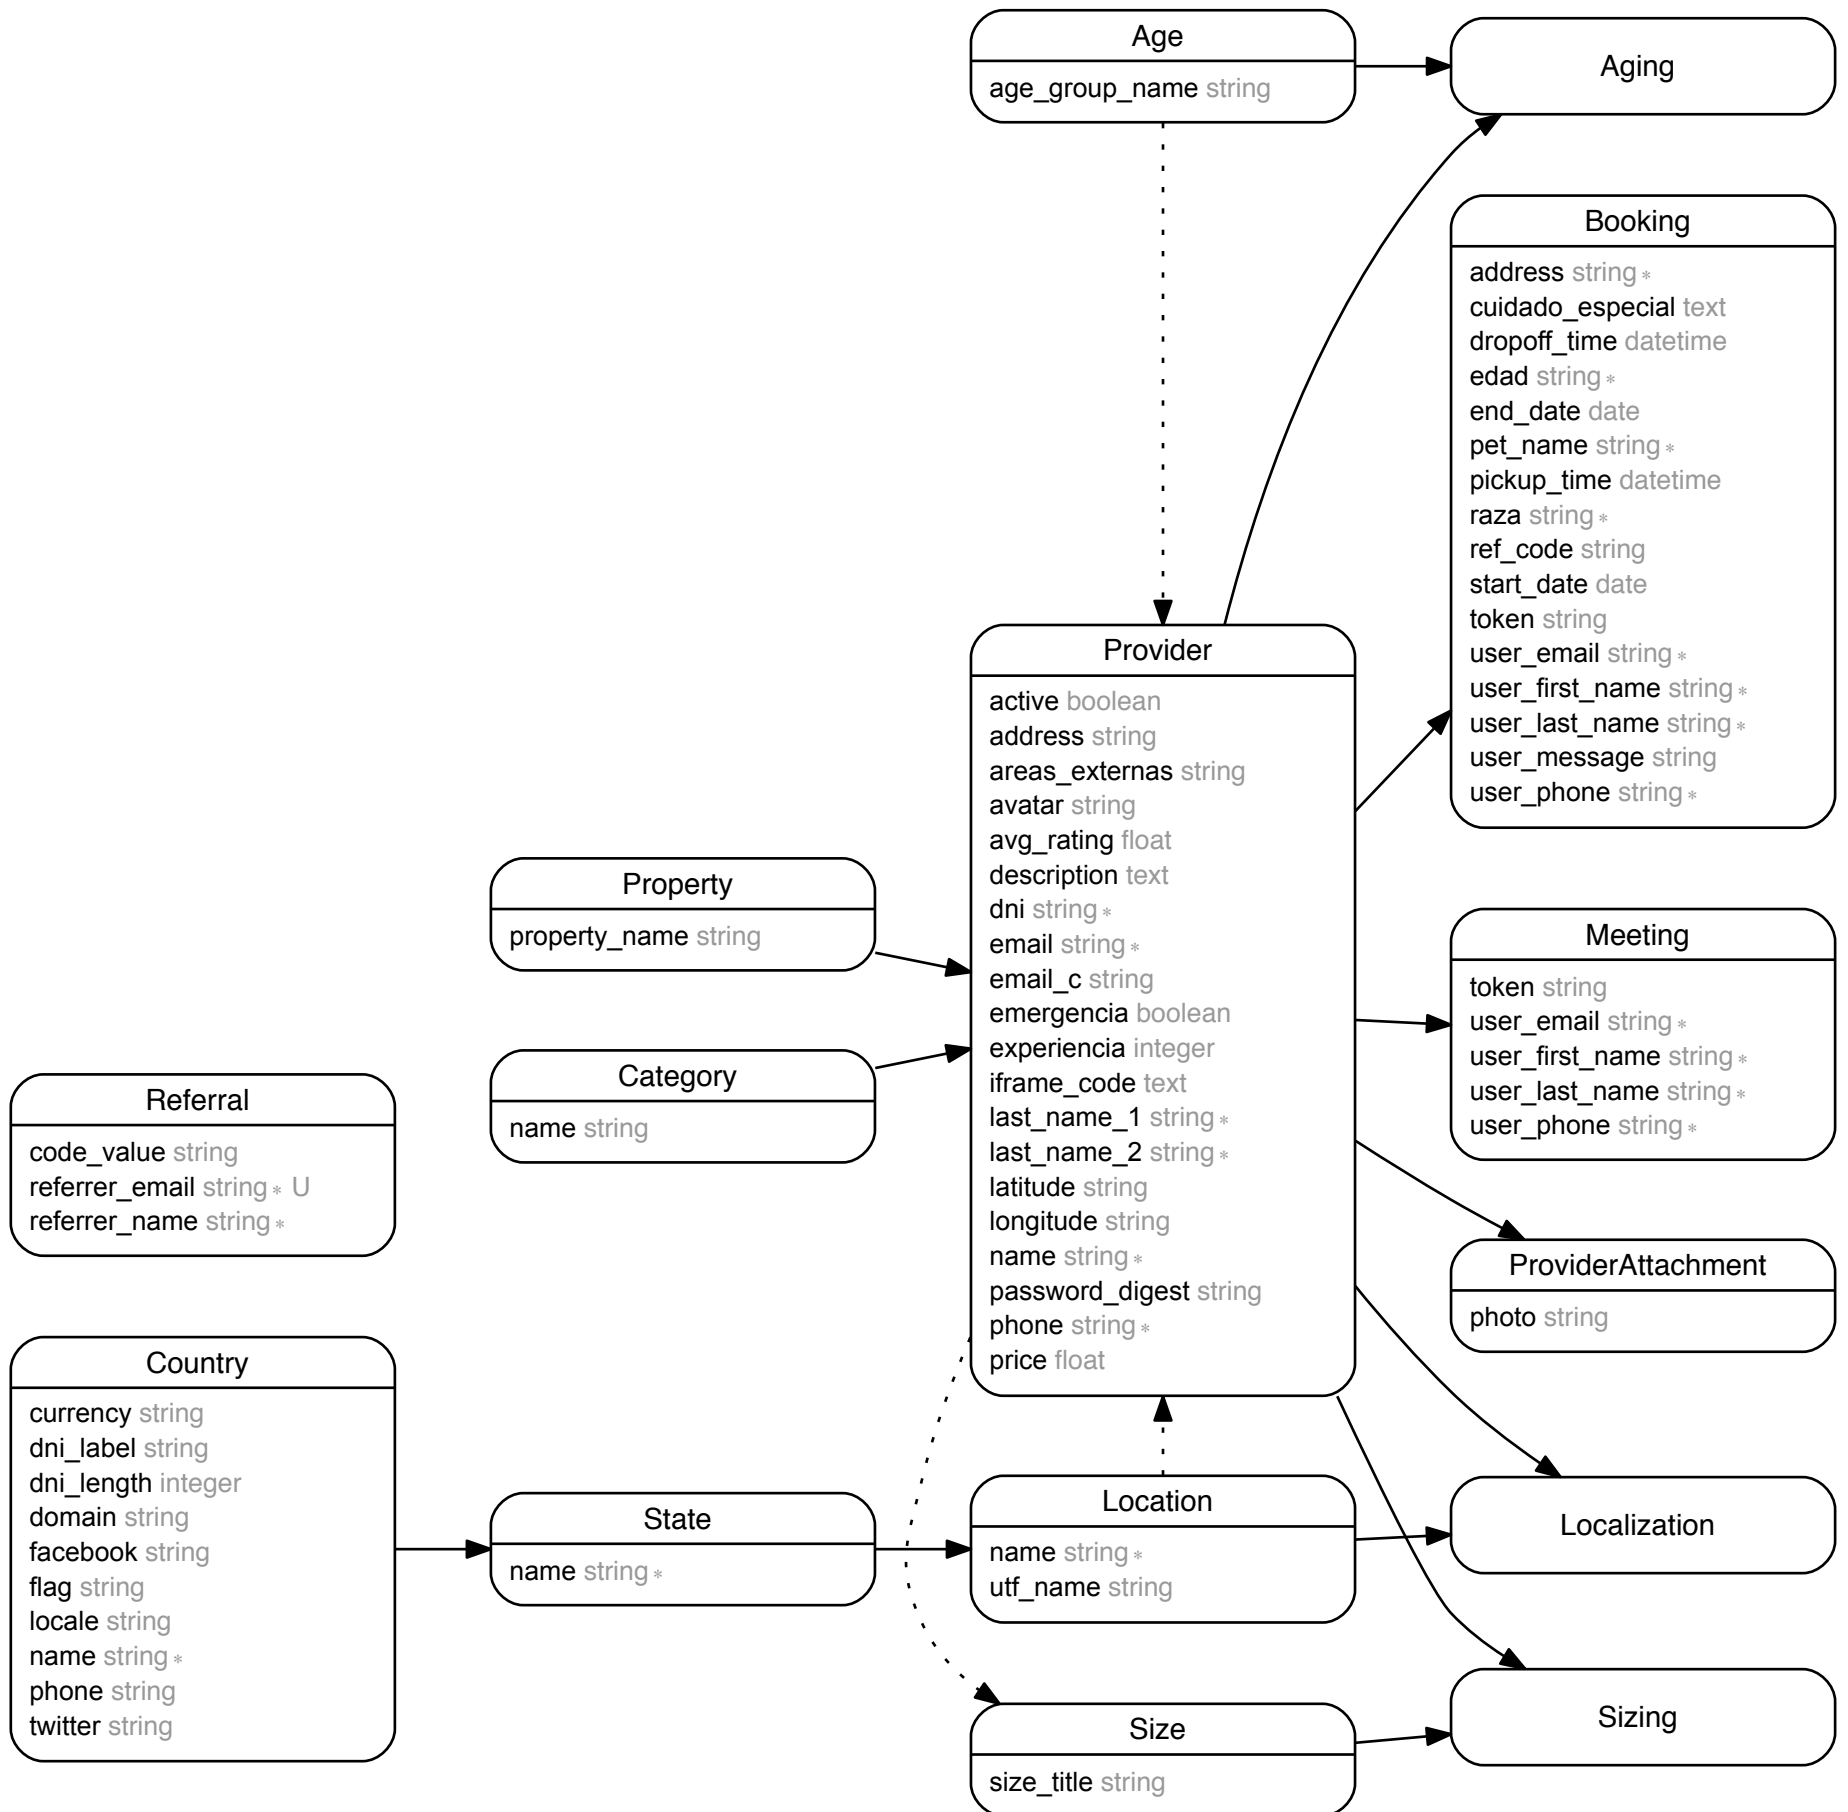 Age
age_group_name string
Aging
Booking
address string*
cuidado_especial text
dropoff_time datetime
edad string*
end_date date
pet_name string*
pickup_time datetime
raza string*
ref_code string
start_date date
token string
user_email string*
user_first_name string*
user_last_name string*
user_message string
user_phone string*
Provider
active boolean
address string
areas_externas string
avatar string
avg_rating float
description text
dni string*
email string*
email_c string
emergencia boolean
experiencia integer
iframe_code text
last_name_1 string*
last_name_2 string*
latitude string
longitude string
name string*
password_digest string
phone string*
price float
Property
property_name string
Category
name string
Meeting
token string
user_email string*
user_first_name string*
user_last_name string*
user_phone string*
Referral
code_value string
referrer_email string* U
referrer_name string*
ProviderAttachment
photo string
Country
currency string
dni_label string
dni_length integer
domain string
facebook string
flag string
locale string
name string*
phone string
twitter string
State
name string*
Location
name string*
utf_name string
Localization
Size
size_title string
Sizing